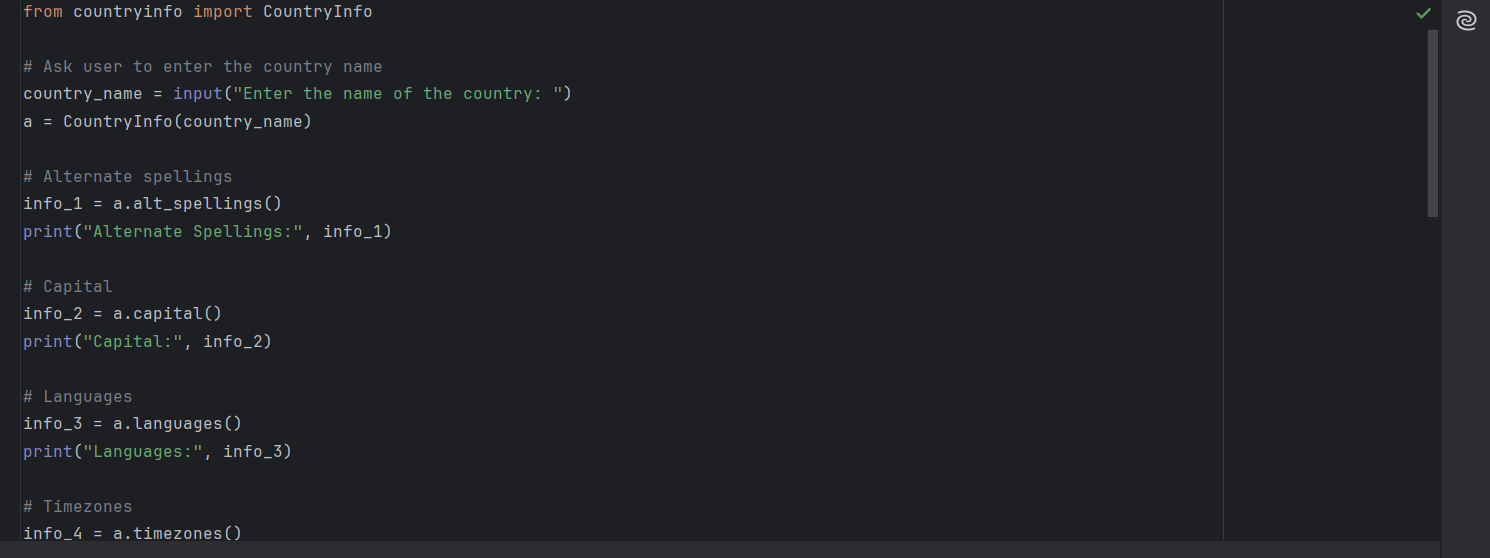 from countryinfo import CountryInfo
# Ask user to enter the country name
country_name = input("Enter the name of the country: ")
a = CountryInfo(country_name)
# Alternate spellings
info_1 = a.alt_spellings()
print("Alternate Spellings:", info_1)
# Capital
info_2 = a.capital()
print("Capital:", info_2)
# Languages
info_3 = a.languages()
print("Languages:", info_3)
# Timezones
info_4 = a.timezones()